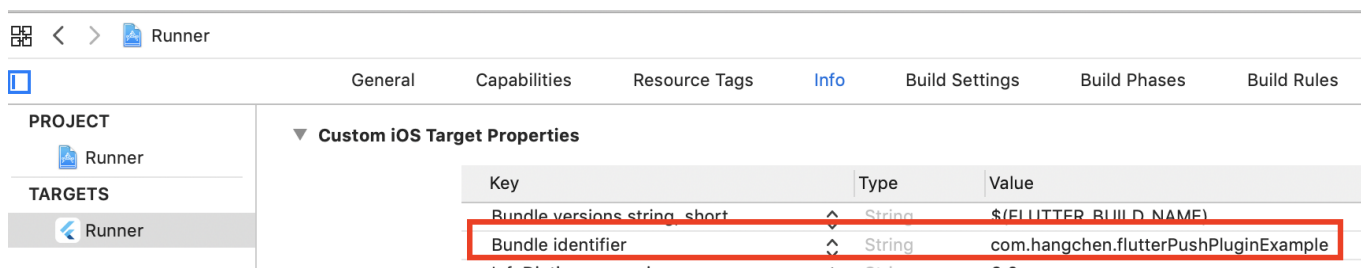 Runner
General Capabilities Resource Tags Info Build Settings Build Phases Build Rules
PROJECT
Runner
TARGETS
Runner
Custom iOS Target Properties
Key Type Value
Bundle versions string, short String $(FLUTTER_BUILD_NAME)
Bundle identifier String com.hangchen.flutterPushPluginExample